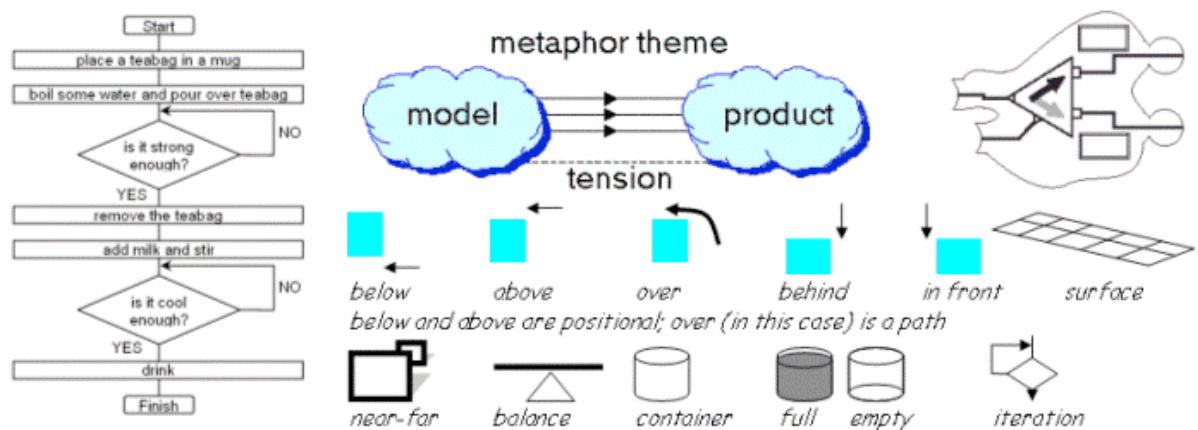 Start
place a teabag in a mug
boil some water and pour over teabag
NO
is it strong
enough?
YES
remove the teabag
add milk and stir
NO
is it cool
enough?
YES
drink
Finish
metaphor theme
model
product
tension
below
above
over
behind
in front
surface
below and above are positional; over (in this case) is a path
near-far
balance
container
full
empty
iteration